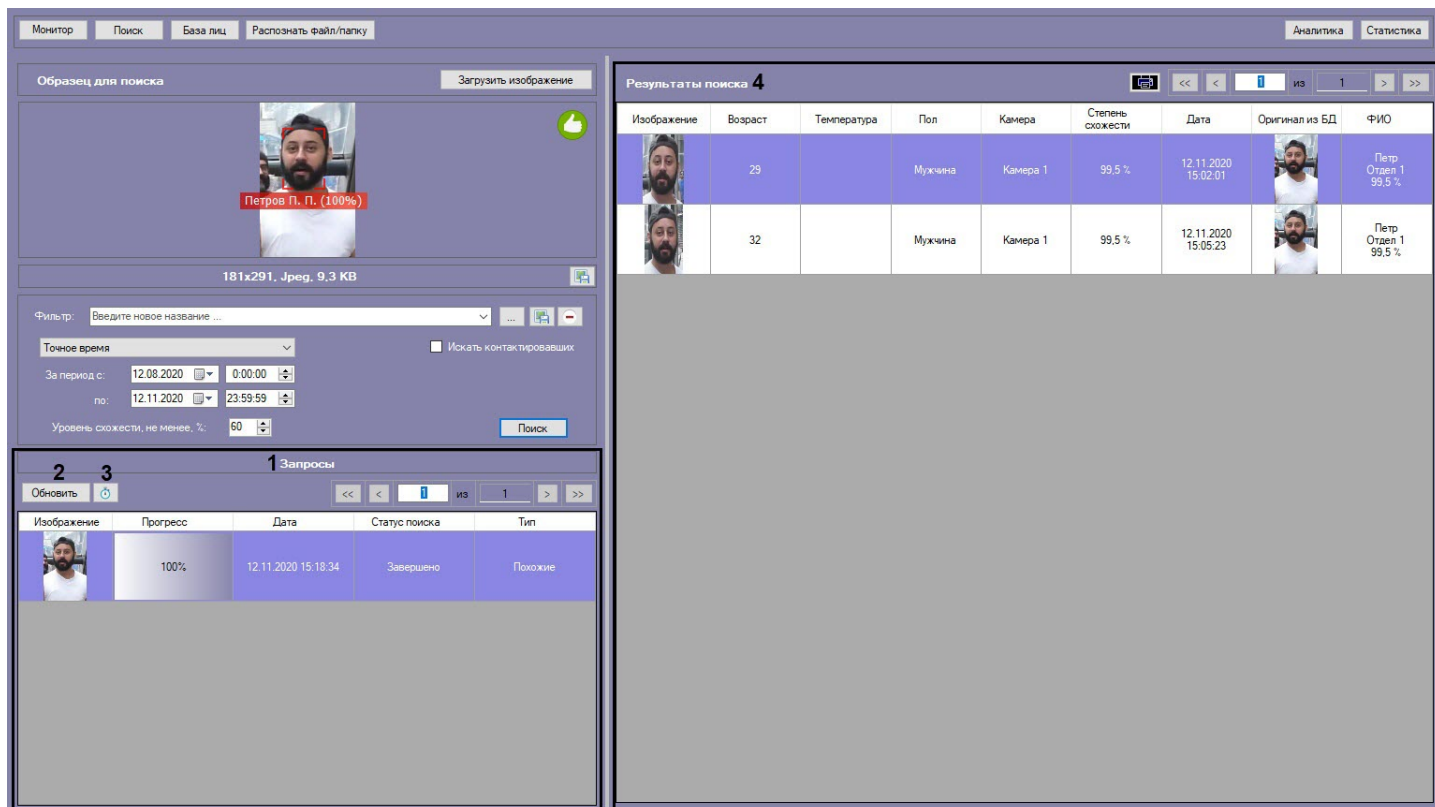 Монитор
Поиск
База лиц
Распознать файл/папку
Аналитика
Статистика
Образец для поиска
Загрузить изображение
Петров П. П. (100%)
181x291, Jpeg, 9,3 KB
Фильтр: Введите новое название ... ...
Точное время
Искать контактировавших
За период с: 12.08.2020 0:00:00
по: 12.11.2020 23:59:59
Уровень схожести, не менее, %: 60
Поиск
1 Запросы
2 3
Обновить
<< < 1 из 1 > >>
Изображение Прогресс Дата Статус поиска Тип
100% 12.11.2020 15:18:34 Завершено Похожие
Результаты поиска 4
<< < 1 из 1 > >>
Изображение Возраст Температура Пол Камера Степень схожести Дата Оригинал из БД ФИО
29 Мужчина Камера 1 99,5 % 12.11.2020 15:02:01 Петр Отдел 1 99,5 %
32 Мужчина Камера 1 99,5 % 12.11.2020 15:05:23 Петр Отдел 1 99,5 %